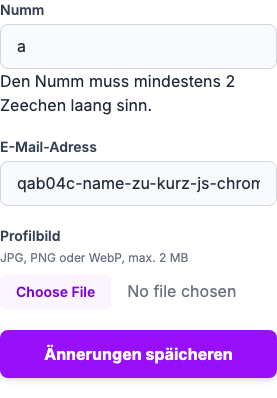 Numm
a
Den Numm muss mindestens 2
Zeechen laang sinn.
E-Mail-Adress
qab04c-name-zu-kurz-js-chrom
Profilbild
JPG, PNG oder WebP, max. 2 MB
Choose File No file chosen
Ännerungen späicheren